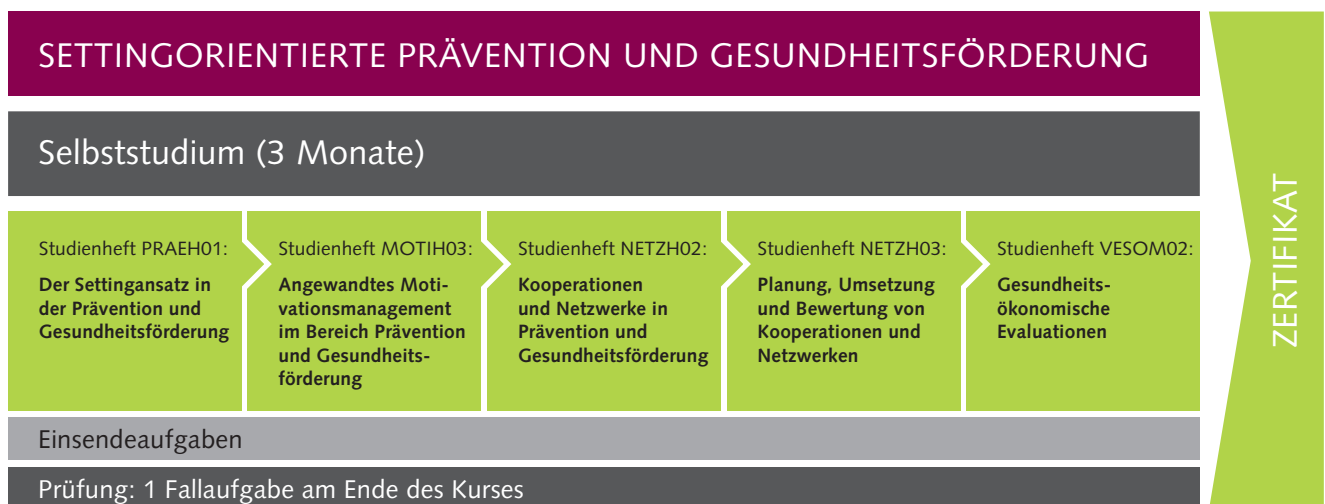 SETTINGORIENTIERTE PRÄVENTION UND GESUNDHEITSFÖRDERUNG
Selbststudium (3 Monate)
Studienheft PRAEH01:
Der Settingansatz in
der Prävention und
Gesundheitsförderung
Studienheft MOTIH03:
Angewandtes Moti-
vationsmanagement
im Bereich Prävention
und Gesundheits-
förderung
Studienheft NETZH02:
Kooperationen
und Netzwerke in
Prävention und
Gesundheitsförderung
Studienheft NETZH03:
Planung, Umsetzung
und Bewertung von
Kooperationen und
Netzwerken
Studienheft VESOM02:
Gesundheits-
ökonomische
Evaluationen
Einsendeaufgaben
Prüfung: 1 Fallaufgabe am Ende des Kurses
ZERTIFIKAT